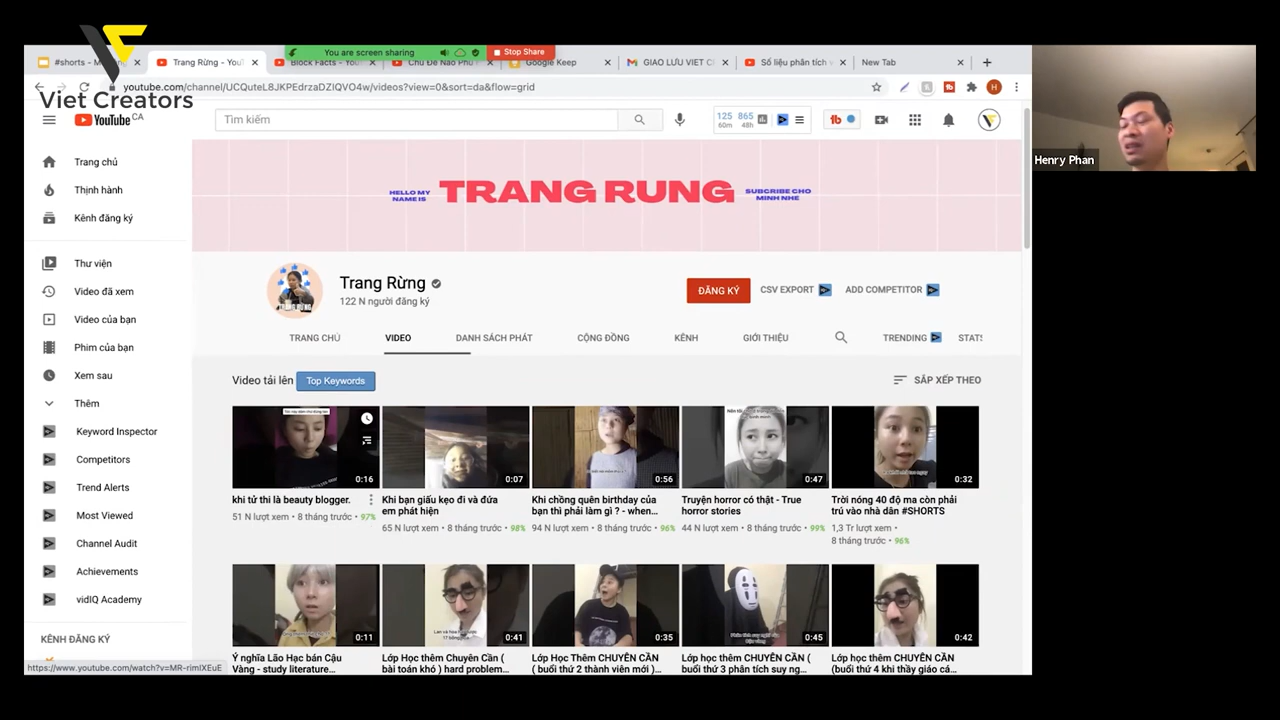 Viet Creators
You are screen sharing
Stop Share
#shorts - M
Trang Rừng - YouT
Block Facts - You
Chủ Đề Nào Phù
Google Keep
GIAO LƯU VIET C
Số liệu phân tích v
New Tab
youtube.com/channel/UCQuteL8JKPEdrzaDZIQVO4w/videos?view=0&sort=da&flow=grid
H
YouTube CA
Tìm kiếm
125 865
60m 48h
tb
Henry Phan
Trang chủ
Thịnh hành
Kênh đăng ký
Thư viện
Video đã xem
Video của bạn
Phim của bạn
Xem sau
Thêm
Keyword Inspector
Competitors
Trend Alerts
Most Viewed
Channel Audit
Achievements
vidIQ Academy
KÊNH ĐĂNG KÝ
https://www.youtube.com/watch?v=MR-rimIXEuE
HELLO MY NAME IS
TRANG RUNG
SUBCRIBE CHO MÌNH NHE
Trang Rừng
122 N người đăng ký
ĐĂNG KÝ
CSV EXPORT
ADD COMPETITOR
TRANG CHỦ
VIDEO
DANH SÁCH PHÁT
CỘNG ĐỒNG
KÊNH
GIỚI THIỆU
TRENDING
STATS
Video tải lên
Top Keywords
SẮP XẾP THEO
0:16
0:07
0:56
0:47
0:32
khi tử thi là beauty blogger.
51 N lượt xem • 8 tháng trước • 97%
Khi bạn giấu kẹo đi và đứa
em phát hiện
65 N lượt xem • 8 tháng trước • 98%
Khi chồng quên birthday của
bạn thì phải làm gì ? - when...
94 N lượt xem • 8 tháng trước • 96%
Truyện horror có thật - True
horror stories
44 N lượt xem • 8 tháng trước • 99%
Trời nóng 40 độ ma còn phải
trú vào nhà dân #SHORTS
1,3 Tr lượt xem •
8 tháng trước • 96%
0:11
0:41
0:35
0:45
0:42
Ý nghĩa Lão Hạc bán Cậu
Vàng - study literature...
Lớp học thêm Chuyên Cần (
bài toán khó ) hard problem...
Lớp Học Thêm CHUYÊN CẦN
( buổi thứ 2 thành viên mới )...
Lớp học thêm CHUYÊN CẦN (
buổi thứ 3 phân tích suy ng...
Lớp học thêm CHUYÊN CẦN
(buổi thứ 4 khi thầy giáo cá...